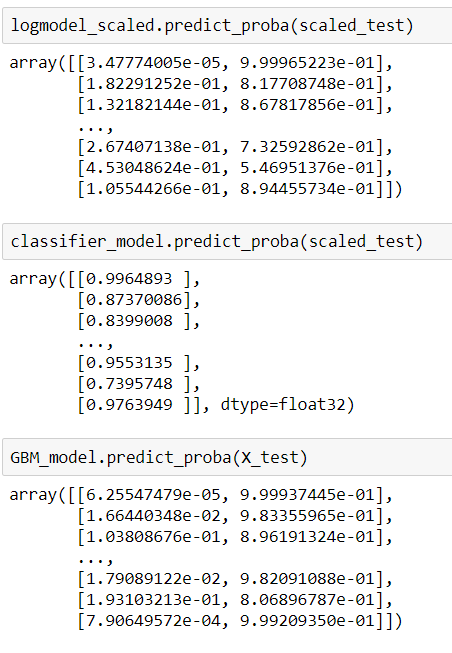 logmodel_scaled.predict_proba(scaled_test)
array([[3.47774005e-05, 9.99965223e-01],
[1.82291252e-01, 8.17708748e-01],
[1.32182144e-01, 8.67817856e-01],
...,
[2.67407138e-01, 7.32592862e-01],
[4.53048624e-01, 5.46951376e-01],
[1.05544266e-01, 8.94455734e-01]])
classifier_model.predict_proba(scaled_test)
array([[0.9964893 ],
[0.87370086],
[0.8399008 ],
...,
[0.9553135 ],
[0.7395748 ],
[0.9763949 ]], dtype=float32)
GBM_model.predict_proba(X_test)
array([[6.25547479e-05, 9.99937445e-01],
[1.66440348e-02, 9.83355965e-01],
[1.03808676e-01, 8.96191324e-01],
...,
[1.79089122e-02, 9.82091088e-01],
[1.93103213e-01, 8.06896787e-01],
[7.90649572e-04, 9.99209350e-01]])